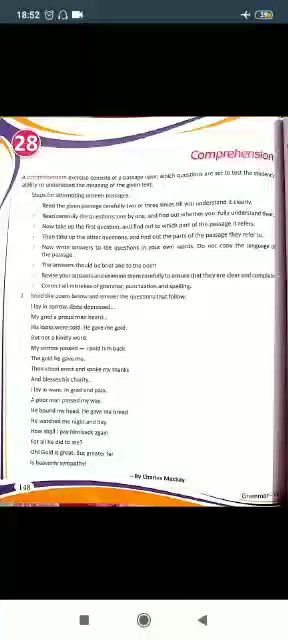 18:52
39
28
Comprehension
A comprehension exercise consists of a passage upon which questions are set to test the student's
ability to understand the meaning of the given text.
Steps for attempting unseen passages.
Read the given passage carefully two or three times till you understand it clearly.
Read carefully the questions one by one, and find out whether you fully understand them.
Now take up the first question, and find out to which part of the passage it refers.
Then take up the other questions, and find out the parts of the passage they refer to.
Now write answers to the questions in your own words. Do not copy the language of
the passage.
The answers should be brief and to the point.
Revise your answers and examine them carefully to ensure that they are clear and complete
Correct all mistakes of grammar, punctuation and spelling.
Read the poem below and answer the questions that follow.
I lay in sorrow, deep depressed...
My grief a proud man heard...
His looks were cold. He gave me gold.
But not a kindly word.
My sorrow passed — I paid him back
The gold he gave me.
Then stood erect and spoke my thanks
And blesses his charity.
I lay in want, in grief and pain.
A poor man passed my way.
He bound my head. He gave me bread
He watched me night and day.
How shall I pay him back again
For all he did to me?
Oh! Gold is great. But greater far
Is heavenly sympathy!
—By Charles Mackay
148
Grammar